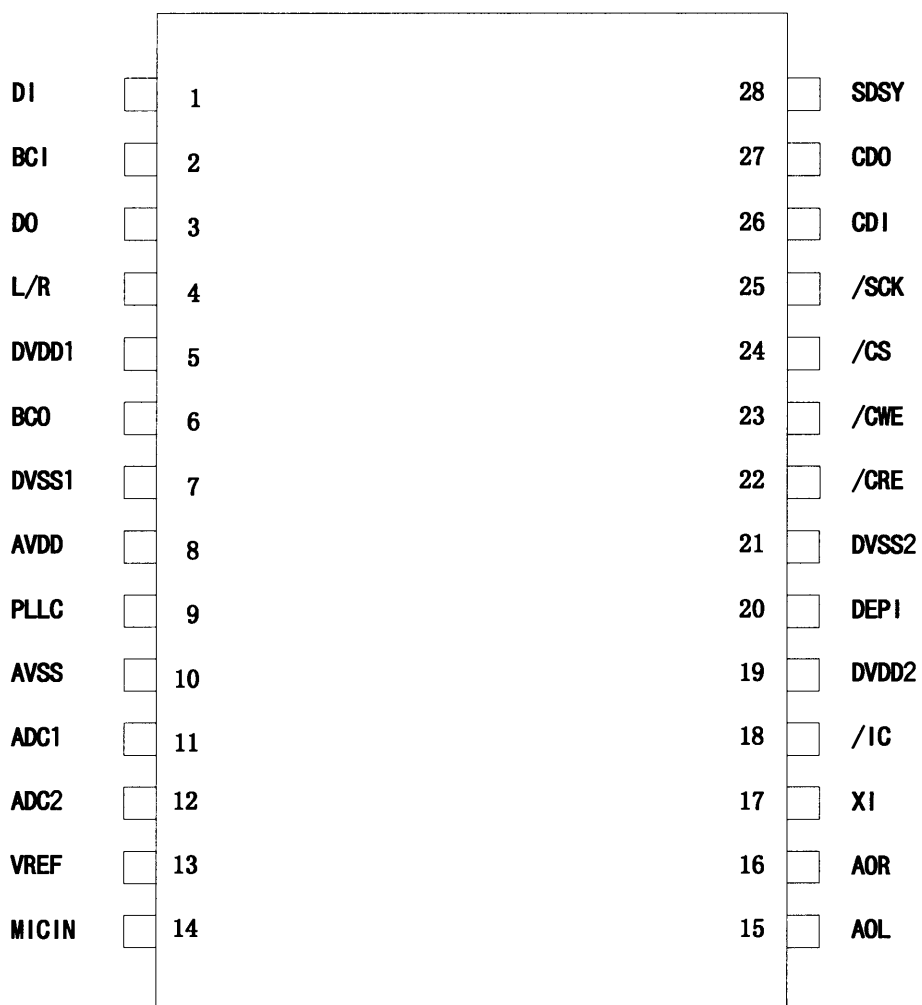 DI 1 28 SDSY
BCI 2 27 CDO
DO 3 26 CDI
L/R 4 25 /SCK
DVDD1 5 24 /CS
BCO 6 23 /CWE
DVSS1 7 22 /CRE
AVDD 8 21 DVSS2
PLLC 9 20 DEPI
AVSS 10 19 DVDD2
ADC1 11 18 /IC
ADC2 12 17 XI
VREF 13 16 AOR
MICIN 14 15 AOL